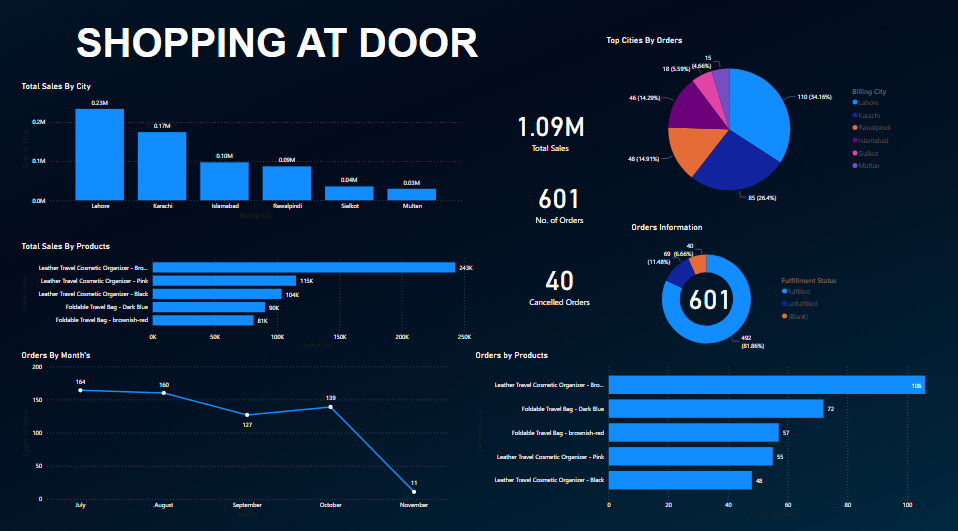 SHOPPING AT DOOR
Total Sales By City
0.2M
0.1M
0.0M
0.23M
0.17M
0.10M
0.09M
0.04M
0.03M
Lahore
Karachi
Islamabad
Rawalpindi
Sialkot
Multan
Billing City
1.09M
Total Sales
601
No. of Orders
40
Cancelled Orders
Top Cities By Orders
110 (34.16%)
85 (26.4%)
48 (14.91%)
46 (14.29%)
18 (5.59%)
15
(4.66%)
Billing City
Lahore
Karachi
Rawalpindi
Islamabad
Sialkot
Multan
Total Sales By Products
Leather Travel Cosmetic Organizer - Bro...
243K
Leather Travel Cosmetic Organizer - Pink
115K
Leather Travel Cosmetic Organizer - Black
104K
Foldable Travel Bag - Dark Blue
90K
Foldable Travel Bag - brownish-red
81K
0K
50K
100K
150K
200K
250K
Orders Information
40
(6.66%)
69
(11.48%)
492
(81.86%)
601
Fulfillment Status
fulfilled
unfulfilled
(Blank)
Orders By Month's
200
150
100
50
0
164
160
127
139
11
July
August
September
October
November
Orders by Products
Leather Travel Cosmetic Organizer - Bro...
106
Foldable Travel Bag - Dark Blue
72
Foldable Travel Bag - brownish-red
57
Leather Travel Cosmetic Organizer - Pink
55
Leather Travel Cosmetic Organizer - Black
48
0
20
40
60
80
100